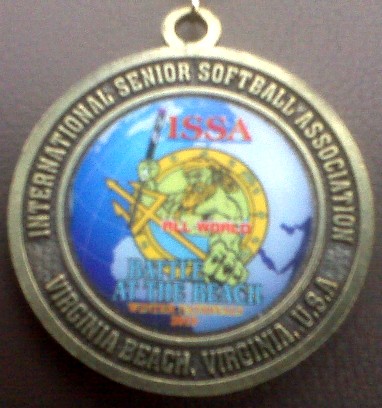 INTERNATIONAL SENIOR SOFTBALL ASSOCIATION
ISSA
ALL WORLD
BATTLE
AT THE BEACH
VIRGINIA BEACH, VIRGINIA, U.S.A